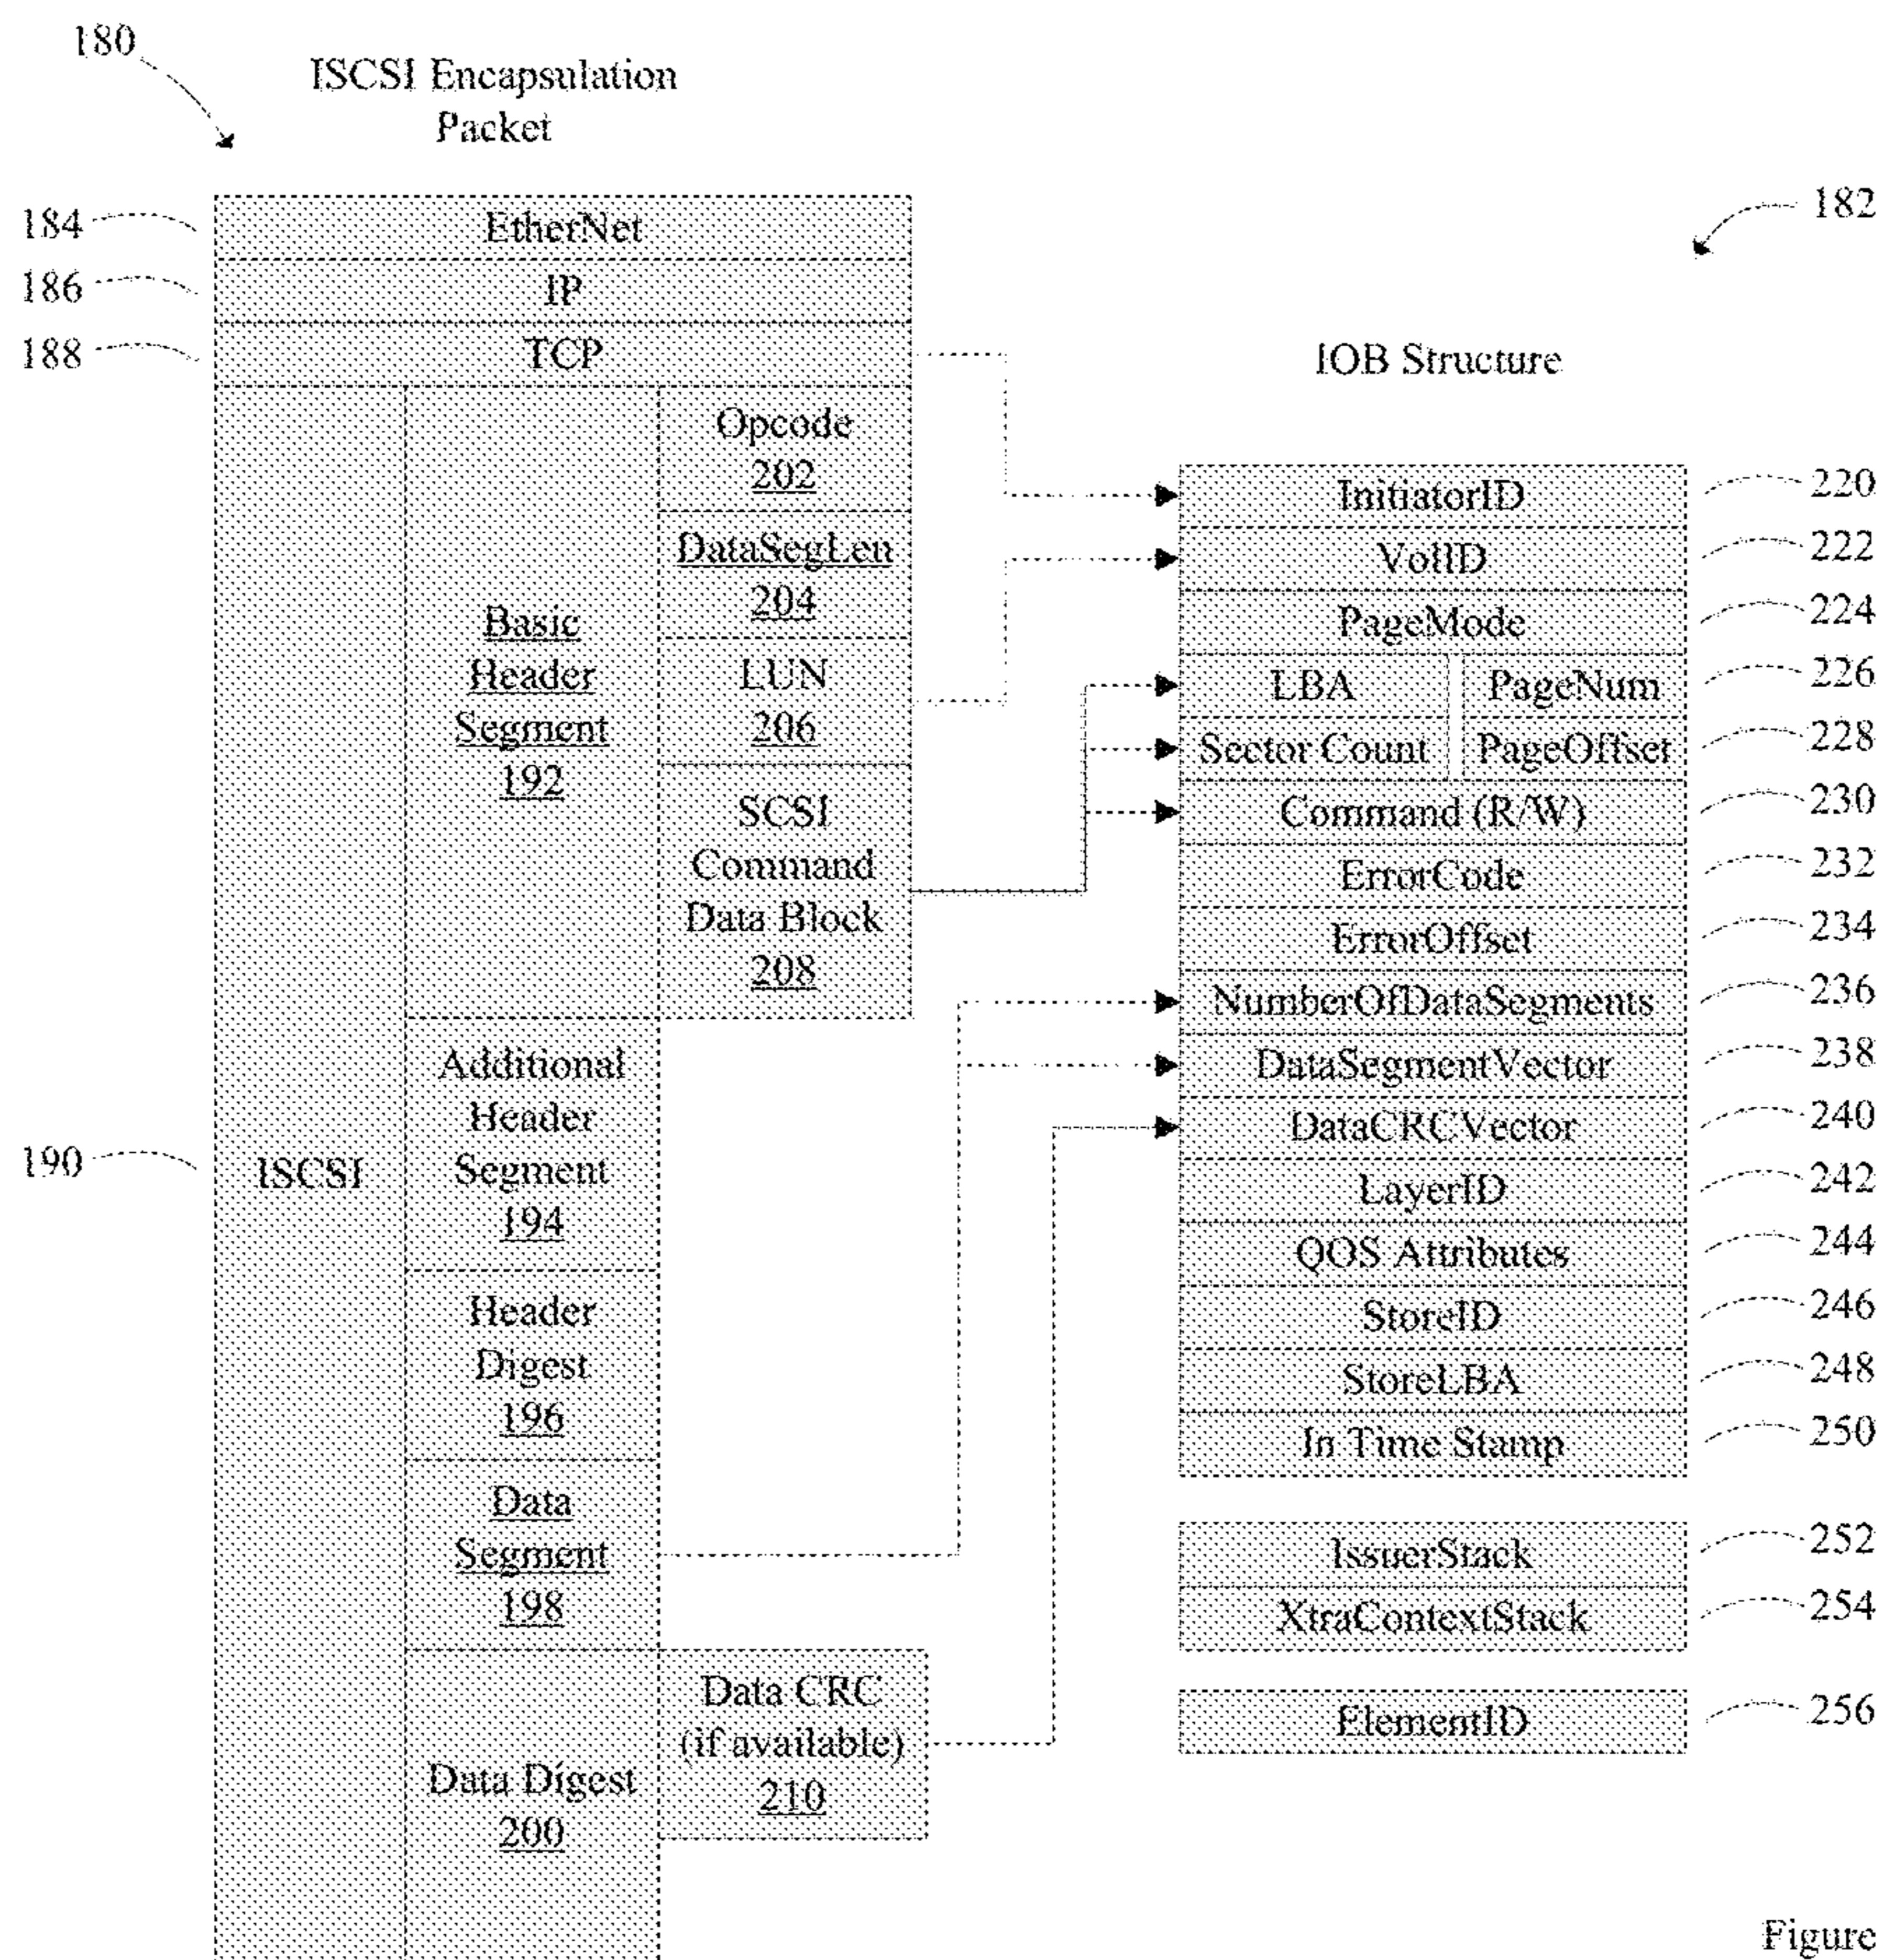 180
ISCSI Encapsulation
Packet
184
EtherNet
182
186
IP
188
TCP
IOB Structure
Opcode
202
DataSegLen
204
LUN
206
SCSI
Command
Data Block
208
Basic
Header
Segment
192
190
ISCSI
Additional
Header
Segment
194
Header
Digest
196
Data
Segment
198
Data Digest
200
Data CRC
(if available)
210
InitiatorID
220
VolID
222
PageMode
224
LBA
PageNum
226
Sector Count
PageOffset
228
Command (R/W)
230
ErrorCode
232
ErrorOffset
234
NumberOfDataSegments
236
DataSegmentVector
238
DataCRCVector
240
LayerID
242
QOS Attributes
244
StoreID
246
StoreLBA
248
In Time Stamp
250
IssuerStack
252
XtraContextStack
254
ElementID
256
Figure